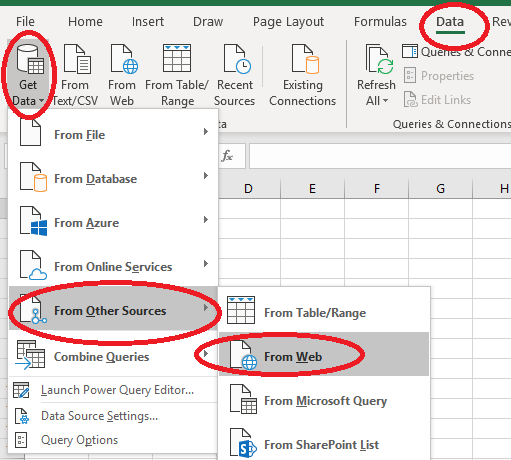 File Home Insert Draw Page Layout Formulas Data Rev
Get Data From Text/CSV From Web From Table/ Range Recent Sources Existing Connections Refresh All Queries & Conne
Properties
Edit Links
Queries & Connections
From File
From Database
fx
D E F G H
From Azure
From Online Services
From Other Sources
From Table/Range
Combine Queries
From Web
Launch Power Query Editor...
From Microsoft Query
Data Source Settings...
Query Options
From SharePoint List